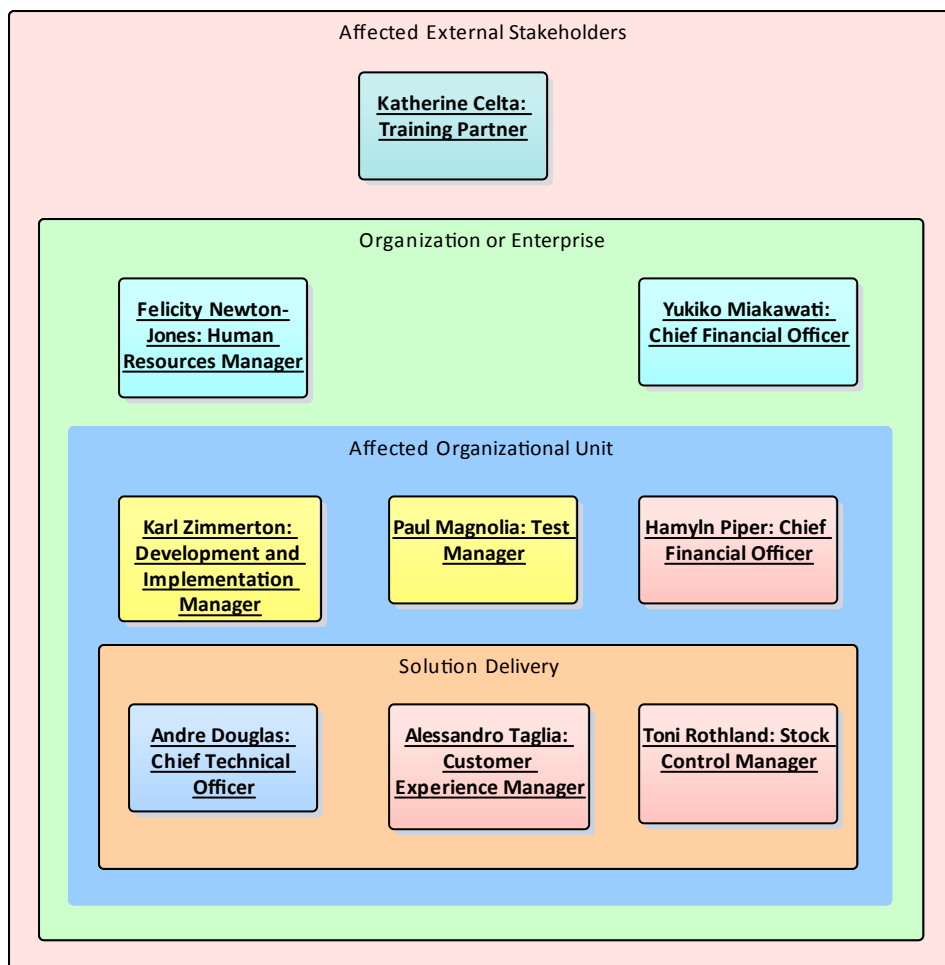 Affected External Stakeholders
Katherine Celta:
Training Partner
Organization or Enterprise
Felicity Newton-
Jones: Human
Resources Manager
Yukiko Miakawati:
Chief Financial Officer
Affected Organizational Unit
Karl Zimmerton:
Development and
Implementation
Manager
Paul Magnolia: Test
Manager
Hamyln Piper: Chief
Financial Officer
Solution Delivery
Andre Douglas:
Chief Technical
Officer
Alessandro Taglia:
Customer
Experience Manager
Toni Rothland: Stock
Control Manager